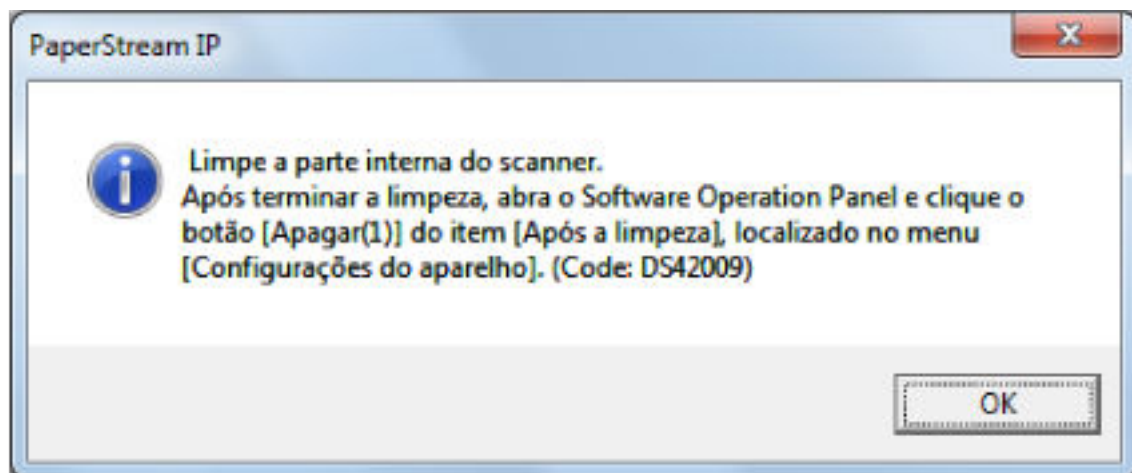 PaperStream IP
Limpe a parte interna do scanner.
Após terminar a limpeza, abra o Software Operation Panel e clique o
botão [Apagar(1)] do item [Após a limpeza], localizado no menu
[Configurações do aparelho]. (Code: DS42009)
OK